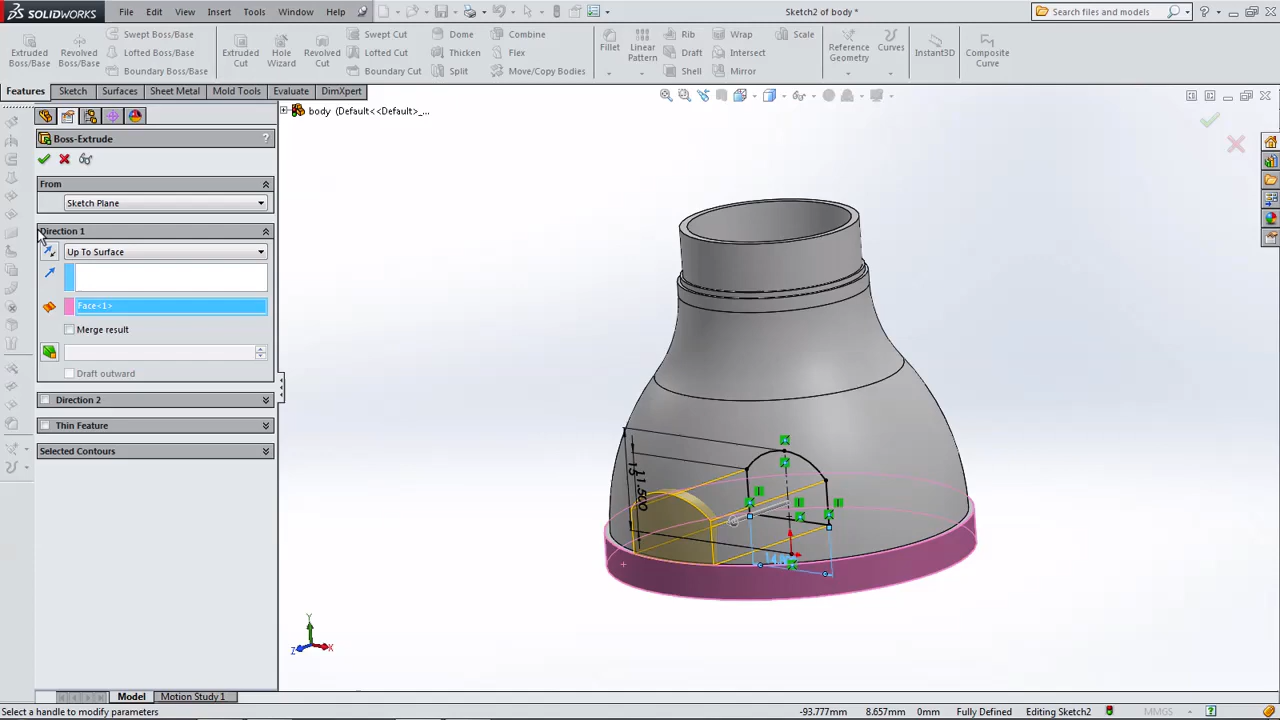 SOLIDWORKS File Edit View Insert Tools Window Help Sketch2 of body * Search files and models
Extruded Boss/Base Revolved Boss/Base Swept Boss/Base Lofted Boss/Base Boundary Boss/Base Extruded Cut Hole Wizard Revolved Cut Swept Cut Lofted Cut Boundary Cut Dome Thicken Split Combine Flex Move/Copy Bodies Fillet Linear Pattern Rib Draft Shell Wrap Intersect Mirror Scale Reference Geometry Curves Instant3D Composite Curve
Features Sketch Surfaces Sheet Metal Mold Tools Evaluate DimXpert
body (Default<<Default>_...
Boss-Extrude ?
From
Sketch Plane
Direction 1
Up To Surface
Face<1>
Merge result
Draft outward
Direction 2
Thin Feature
Selected Contours
15
11.500
Y
Z X
Model Motion Study 1
Select a handle to modify parameters -93.777mm 8.657mm 0mm Fully Defined Editing Sketch2 MMGS